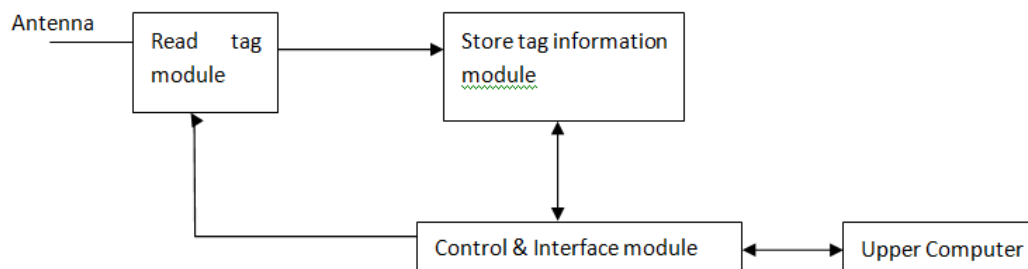 Antenna
Read tag
module
Store tag information
module
Control & Interface module
Upper Computer